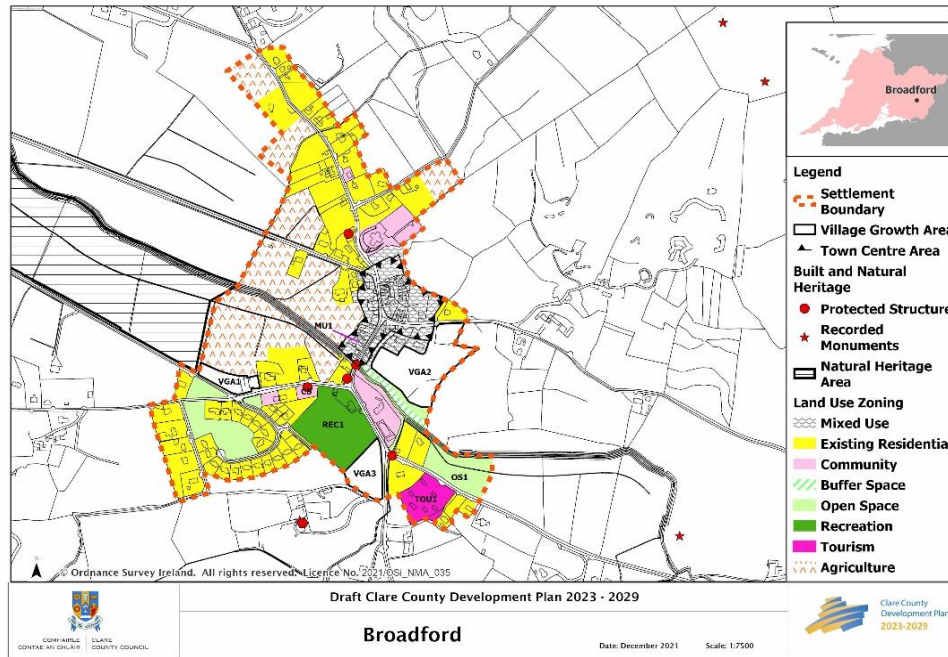 MU1
VGA1
VGA2
C8
REC1
VGA3
OS1
TOU1
© Ordnance Survey Ireland. All rights reserved. Licence No. 2021/OSi_NMA_035
Broadford
Legend
Settlement
Boundary
Village Growth Area
Town Centre Area
Built and Natural
Heritage
Protected Structure
Recorded
Monuments
Natural Heritage
Area
Land Use Zoning
Mixed Use
Existing Residentia
Community
Buffer Space
Open Space
Recreation
Tourism
Agriculture
COMHAIRLE
CONTAE AN CHLÁIR
CLARE
COUNTY COUNCIL
Draft Clare County Development Plan 2023 - 2029
Broadford
Date: December 2021
Scale: 1:7500
Clare County
Development Plan
2023-2029